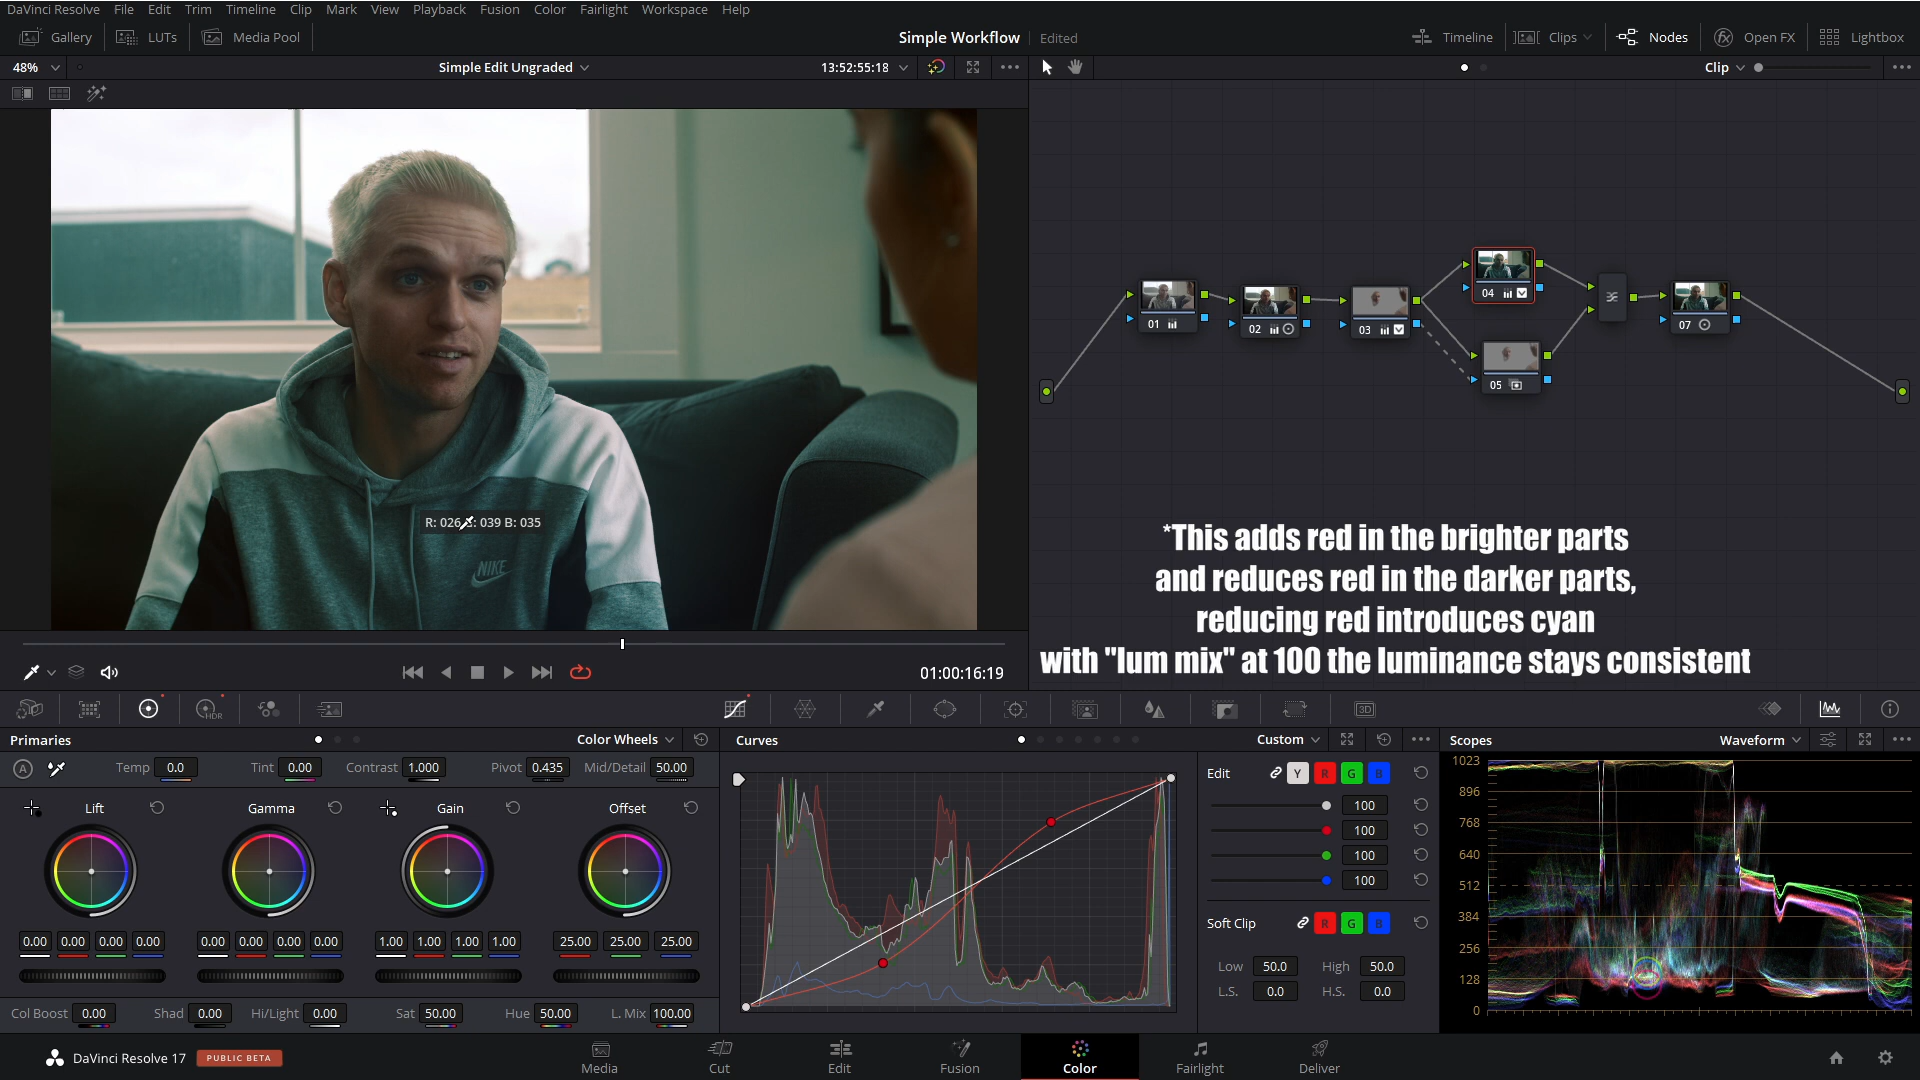 DaVinci Resolve File Edit Trim Timeline Clip Mark View Playback Fusion Color Fairlight Workspace Help
Gallery LUTs Media Pool Simple Workflow Edited Timeline Clips Nodes fx Open FX Lightbox
48% Simple Edit Ungraded 13:52:55:18 Clip
NIKE
R: 026 : 039 B: 035
01
02
03
04
05
07
*This adds red in the brighter parts
and reduces red in the darker parts,
reducing red introduces cyan
with "lum mix" at 100 the luminance stays consistent
01:00:16:19
HDR 3D
Primaries Color Wheels Curves Custom Scopes Waveform
A Temp 0.0 Tint 0.00 Contrast 1.000 Pivot 0.435 Mid/Detail 50.00
Lift Gamma Gain Offset
0.00 0.00 0.00 0.00 0.00 0.00 0.00 0.00 1.00 1.00 1.00 1.00 25.00 25.00 25.00
Col Boost 0.00 Shad 0.00 Hi/Light 0.00 Sat 50.00 Hue 50.00 L. Mix 100.00
Edit Y R G B
100
100
100
100
Soft Clip R G B
Low 50.0 High 50.0
L.S. 0.0 H.S. 0.0
1023
896
768
640
512
384
256
128
0
DaVinci Resolve 17 PUBLIC BETA Media Cut Edit Fusion Color Fairlight Deliver